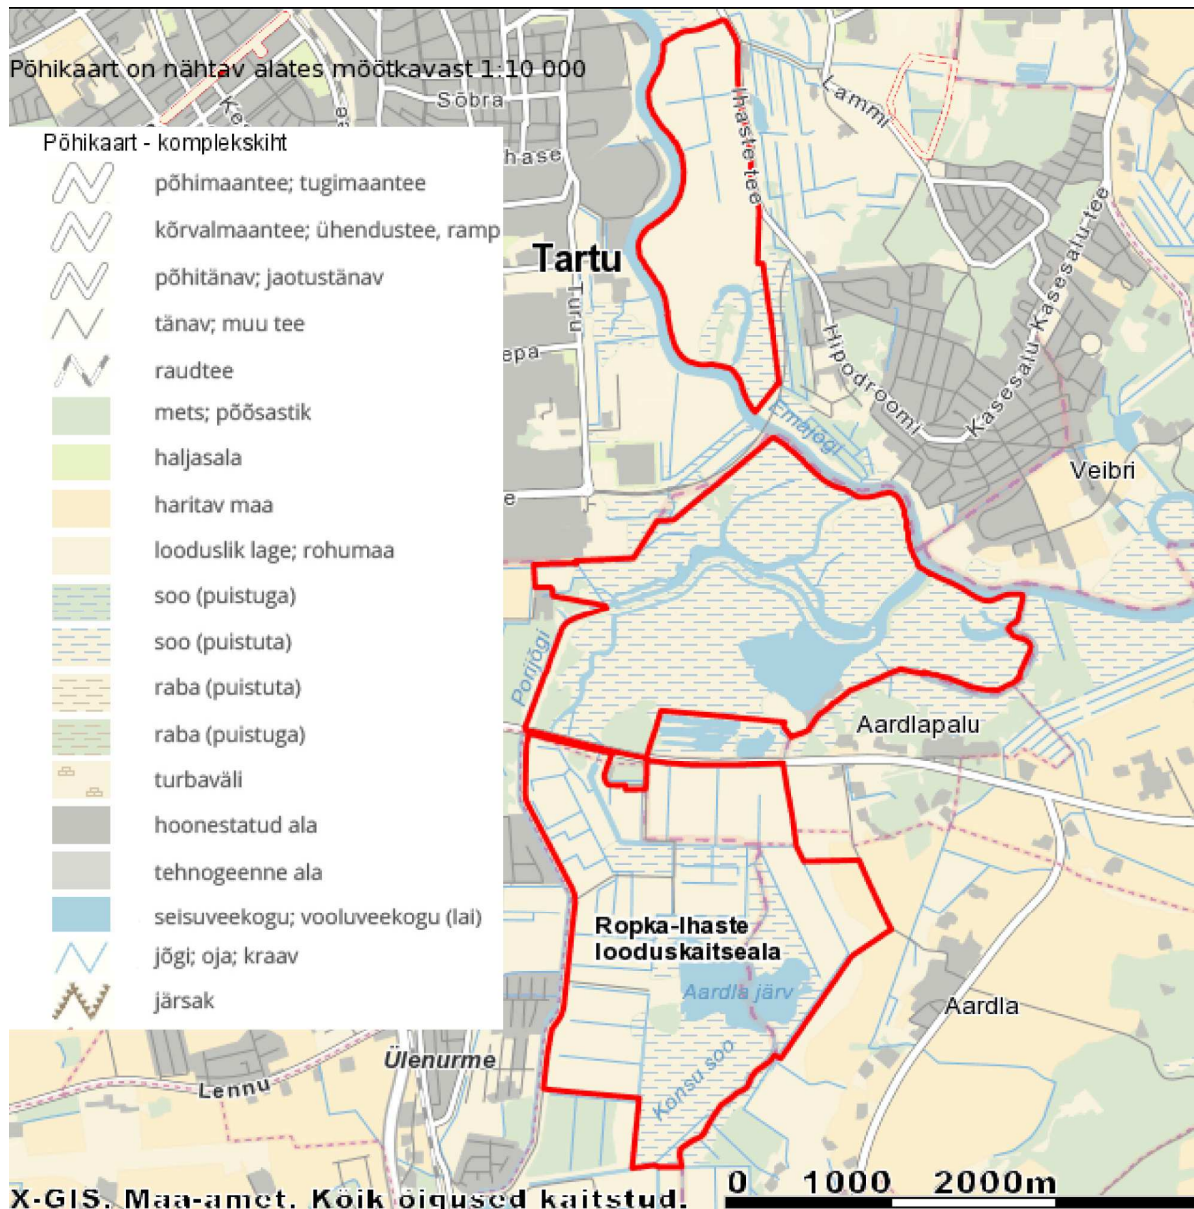 Põhikaart on nähtav alates mõõtkavast 1:10 000
Sõbra
Põhikaart - komplekskiht
põhimaantee; tugimaantee
kõrvalmaantee; ühendustee, ramp
põhitänav; jaotustänav
tänav; muu tee
raudtee
mets; põõsastik
haljasala
haritav maa
looduslik lage; rohumaa
soo (puistuga)
soo (puistuta)
raba (puistuta)
raba (puistuga)
turbaväli
hoonestatud ala
tehnogeenne ala
seisuveekogu; vooluveekogu (lai)
jõgi; oja; kraav
järsak
hase
Ihaste tee
Lammi
Tartu
Turu
epa
Hipodroomi
Kasesalu
Kasesalu tee
Emajõgi
Veibri
e
Porijõgi
Aardlapalu
Ropka-Ihaste
looduskaitseala
Aardla järv
Aardla
Konsu soo
Ülenurme
Lennu
0 1000 2000m
X-GIS. Maa-amet. Kõik õigused kaitstud.